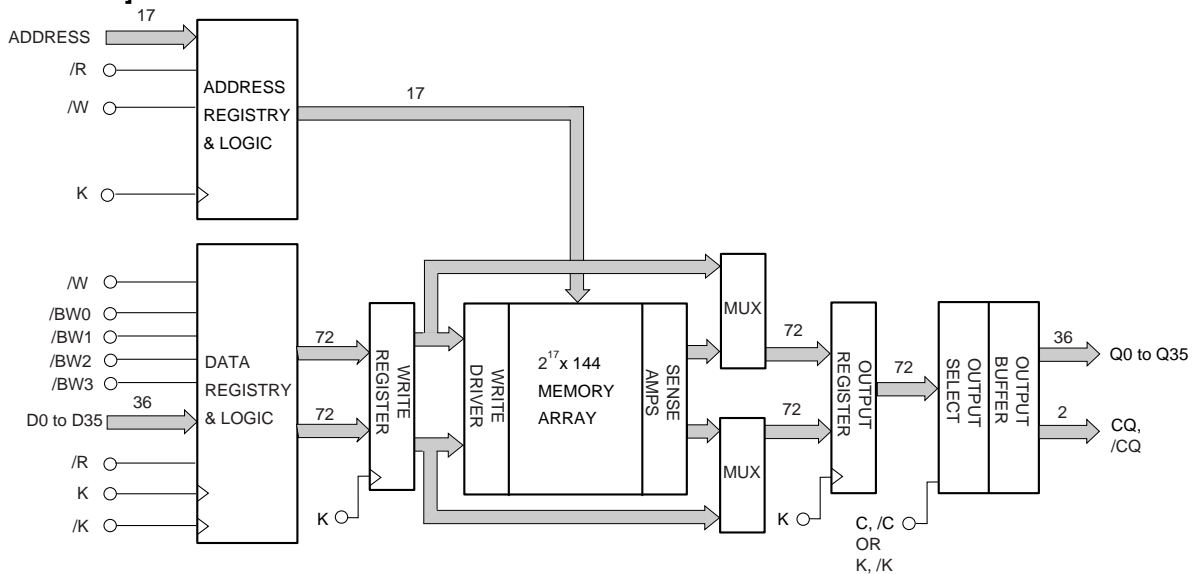 ]
17
ADDRESS
/R
/W
K
ADDRESS
REGISTRY
& LOGIC
17
/W
/BW0
/BW1
/BW2
/BW3
D0 to D35
36
/R
K
/K
DATA
REGISTRY
& LOGIC
72
72
WRITE
REGISTER
K
WRITE
DRIVER
2^17 x 144
MEMORY
ARRAY
SENSE
AMPS
MUX
MUX
72
72
OUTPUT
REGISTER
K
72
OUTPUT
SELECT
OUTPUT
BUFFER
C, /C
OR
K, /K
36
Q0 to Q35
2
CQ,
/CQ